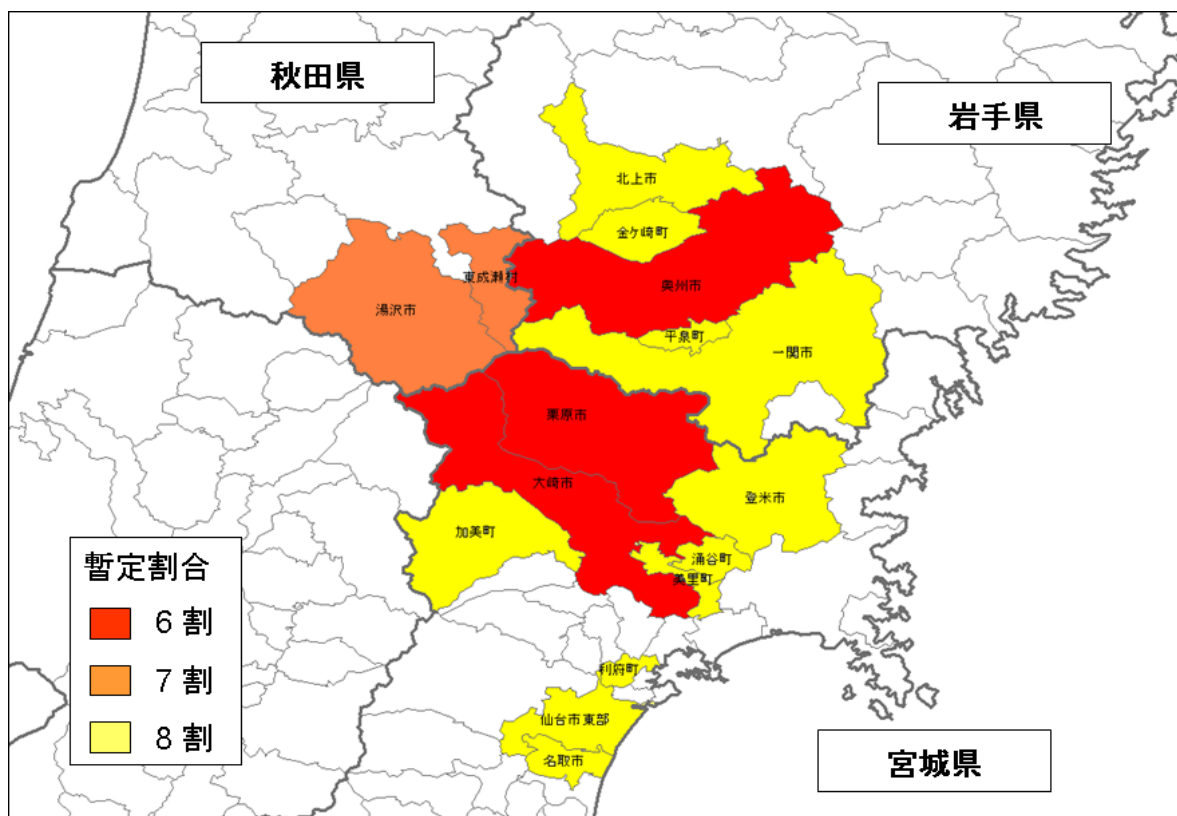 秋田県
岩手県
北上市
金ケ崎町
東成瀬村
奥州市
湯沢市
平泉町
一関市
栗原市
大崎市
登米市
加美町
涌谷町
美里町
暫定割合
6割
7割
8割
利府町
仙台市東部
名取市
宮城県